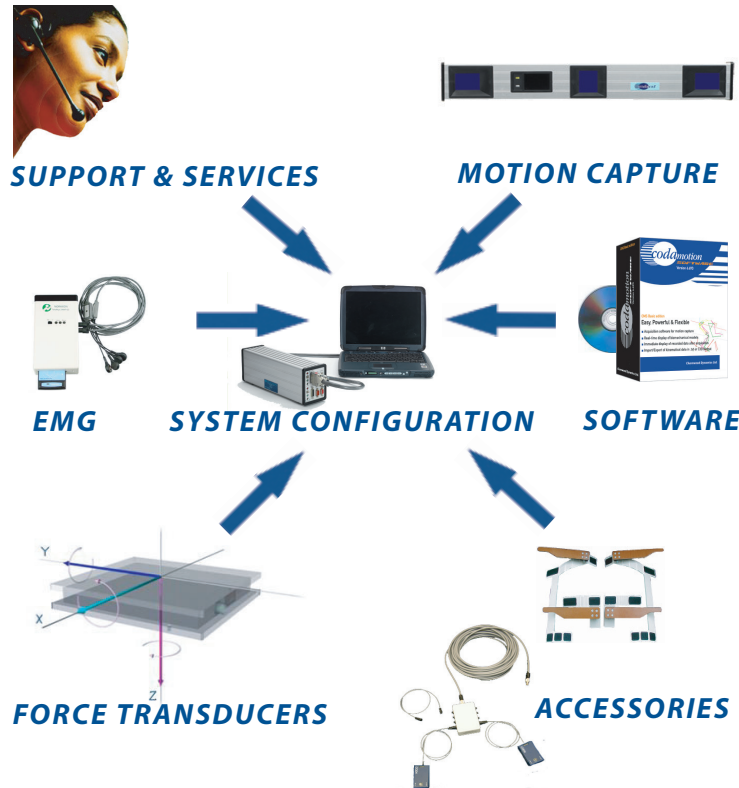 SUPPORT & SERVICES
MOTION CAPTURE
codamotion
Easy, Powerful & Flexible
EMG
SYSTEM CONFIGURATION
SOFTWARE
Y
X
Z
FORCE TRANSDUCERS
ACCESSORIES